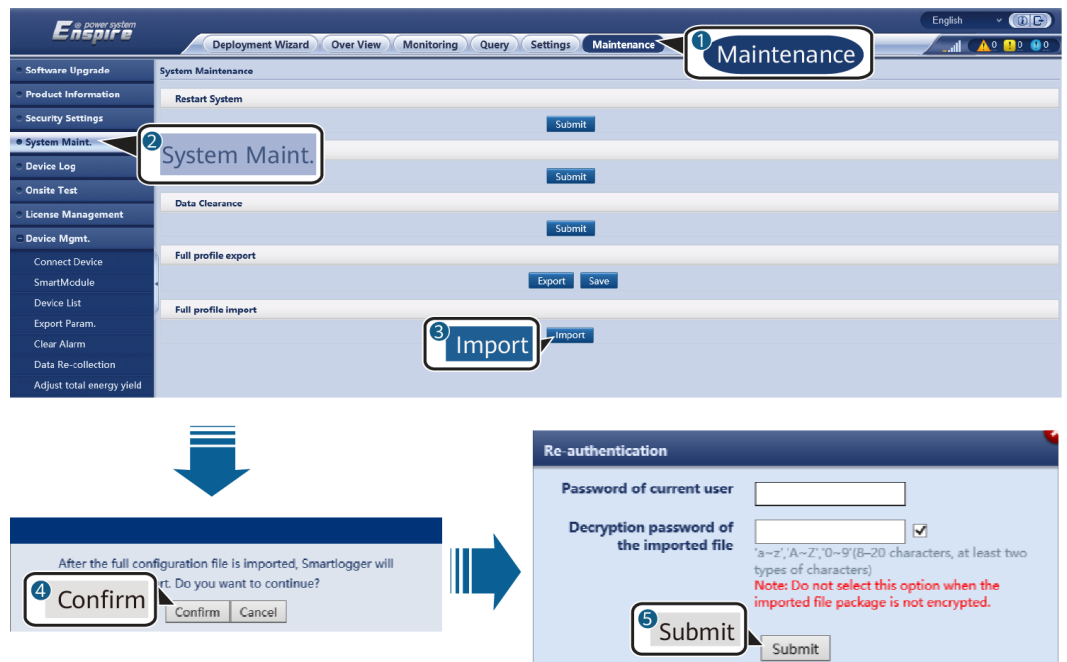 e power system
Enspire
English
Deployment Wizard Over View Monitoring Query Settings Maintenance
1 Maintenance
0 0 0
Software Upgrade
System Maintenance
Product Information
Restart System
Security Settings
Submit
System Maint.
2 System Maint.
Device Log
Submit
Onsite Test
Data Clearance
License Management
Submit
Device Mgmt.
Full profile export
Connect Device
SmartModule
Export Save
Device List
Full profile import
Export Param.
3 Import
Import
Clear Alarm
Data Re-collection
Adjust total energy yield
After the full configuration file is imported, Smartlogger will
rt. Do you want to continue?
4 Confirm
Confirm Cancel
Re-authentication
Password of current user
Decryption password of
the imported file
'a~z','A~Z','0~9'(8–20 characters, at least two
types of characters)
Note: Do not select this option when the
imported file package is not encrypted.
5 Submit
Submit